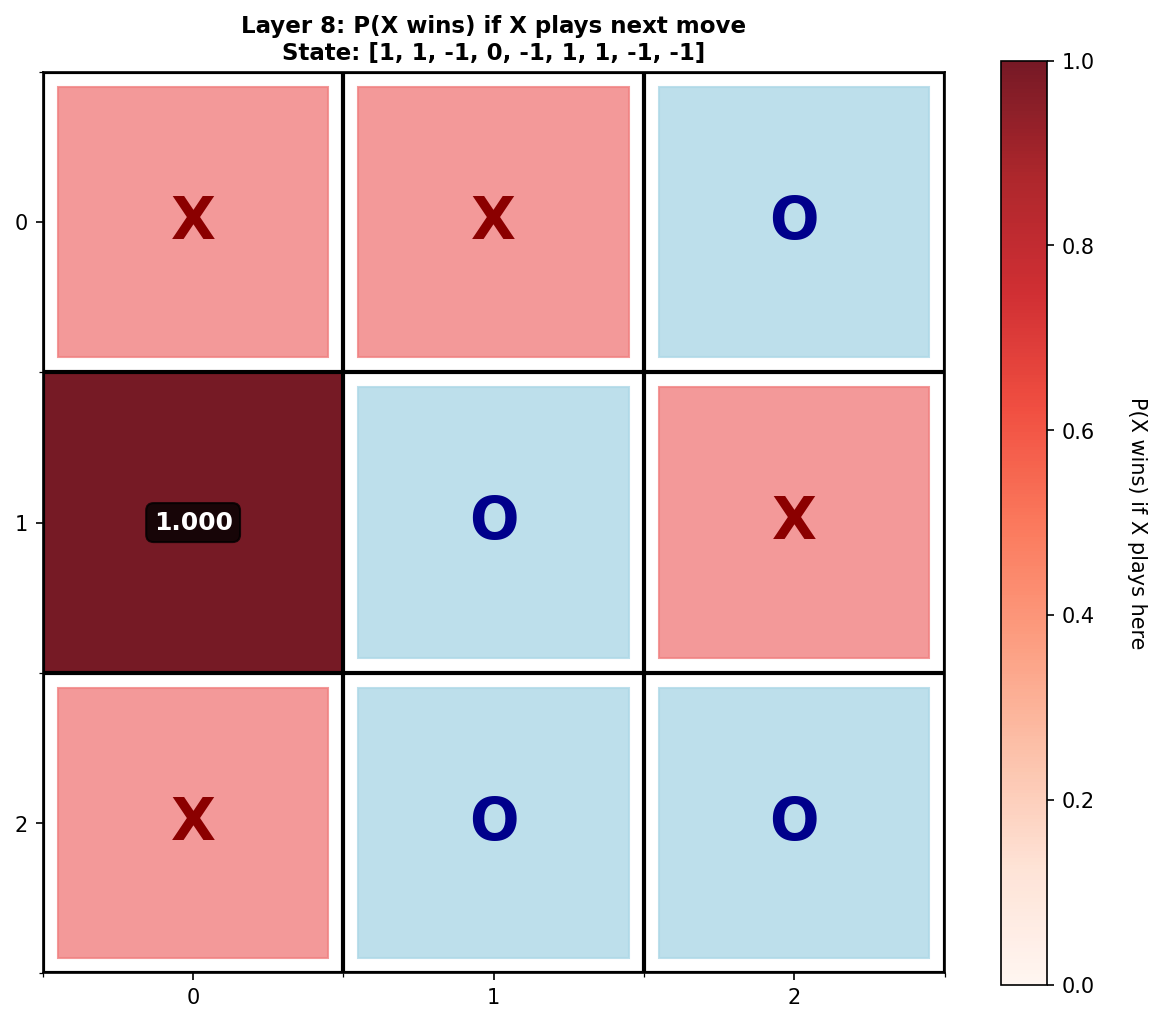 Layer 8: P(X wins) if X plays next move
State: [1, 1, -1, 0, -1, 1, 1, -1, -1]
0
X
X
O
1
1.000
O
X
2
X
O
O
0
1
2
1.0
0.8
0.6
0.4
0.2
0.0
P(X wins) if X plays here